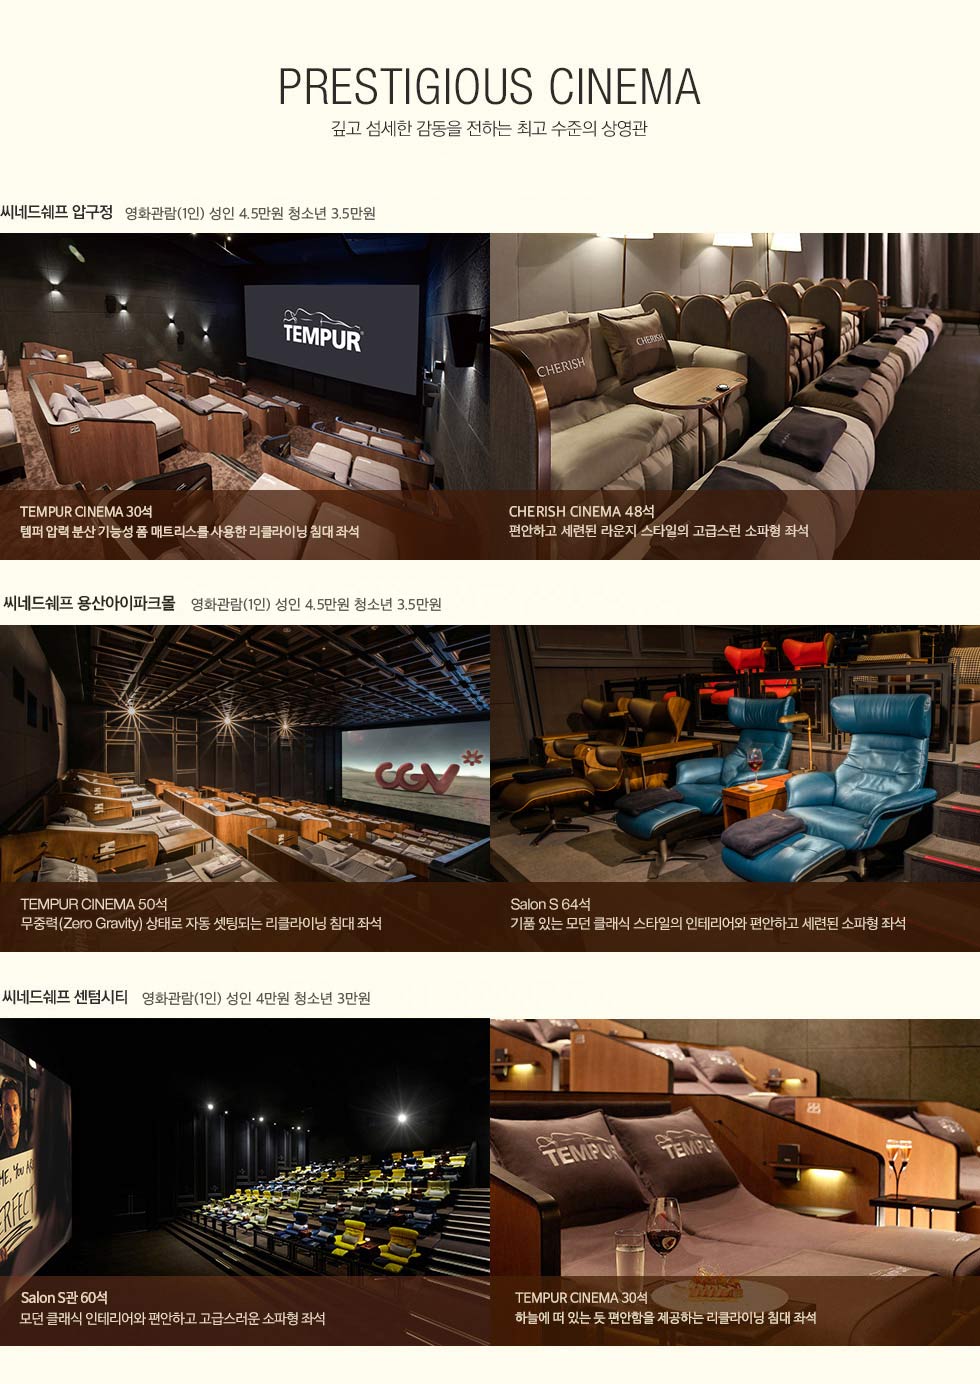 PRESTIGIOUS CINEMA
깊고 섬세한 감동을 전하는 최고 수준의 상영관
씨네드쉐프 압구정 영화관람(1인) 성인 4.5만원 청소년 3.5만원
TEMPUR
CHERISH
CHERISH
TEMPUR CINEMA 30석
템퍼 압력 분산 기능성 폼 매트리스를 사용한 리클라이닝 침대 좌석
CHERISH CINEMA 48석
편안하고 세련된 라운지 스타일의 고급스런 소파형 좌석
씨네드쉐프 용산아이파크몰 영화관람(1인) 성인 4.5만원 청소년 3.5만원
CGV
TEMPUR CINEMA 50석
무중력(Zero Gravity) 상태로 자동 셋팅되는 리클라이닝 침대 좌석
Salon S 64석
기품 있는 모던 클래식 스타일의 인테리어와 편안하고 세련된 소파형 좌석
씨네드쉐프 센텀시티 영화관람(1인) 성인 4만원 청소년 3만원
ME, YOU AR
ERFECT
TEMPUR
TEMPUR
Salon S관 60석
모던 클래식 인테리어와 편안하고 고급스러운 소파형 좌석
TEMPUR CINEMA 30석
하늘에 떠 있는 듯 편안함을 제공하는 리클라이닝 침대 좌석